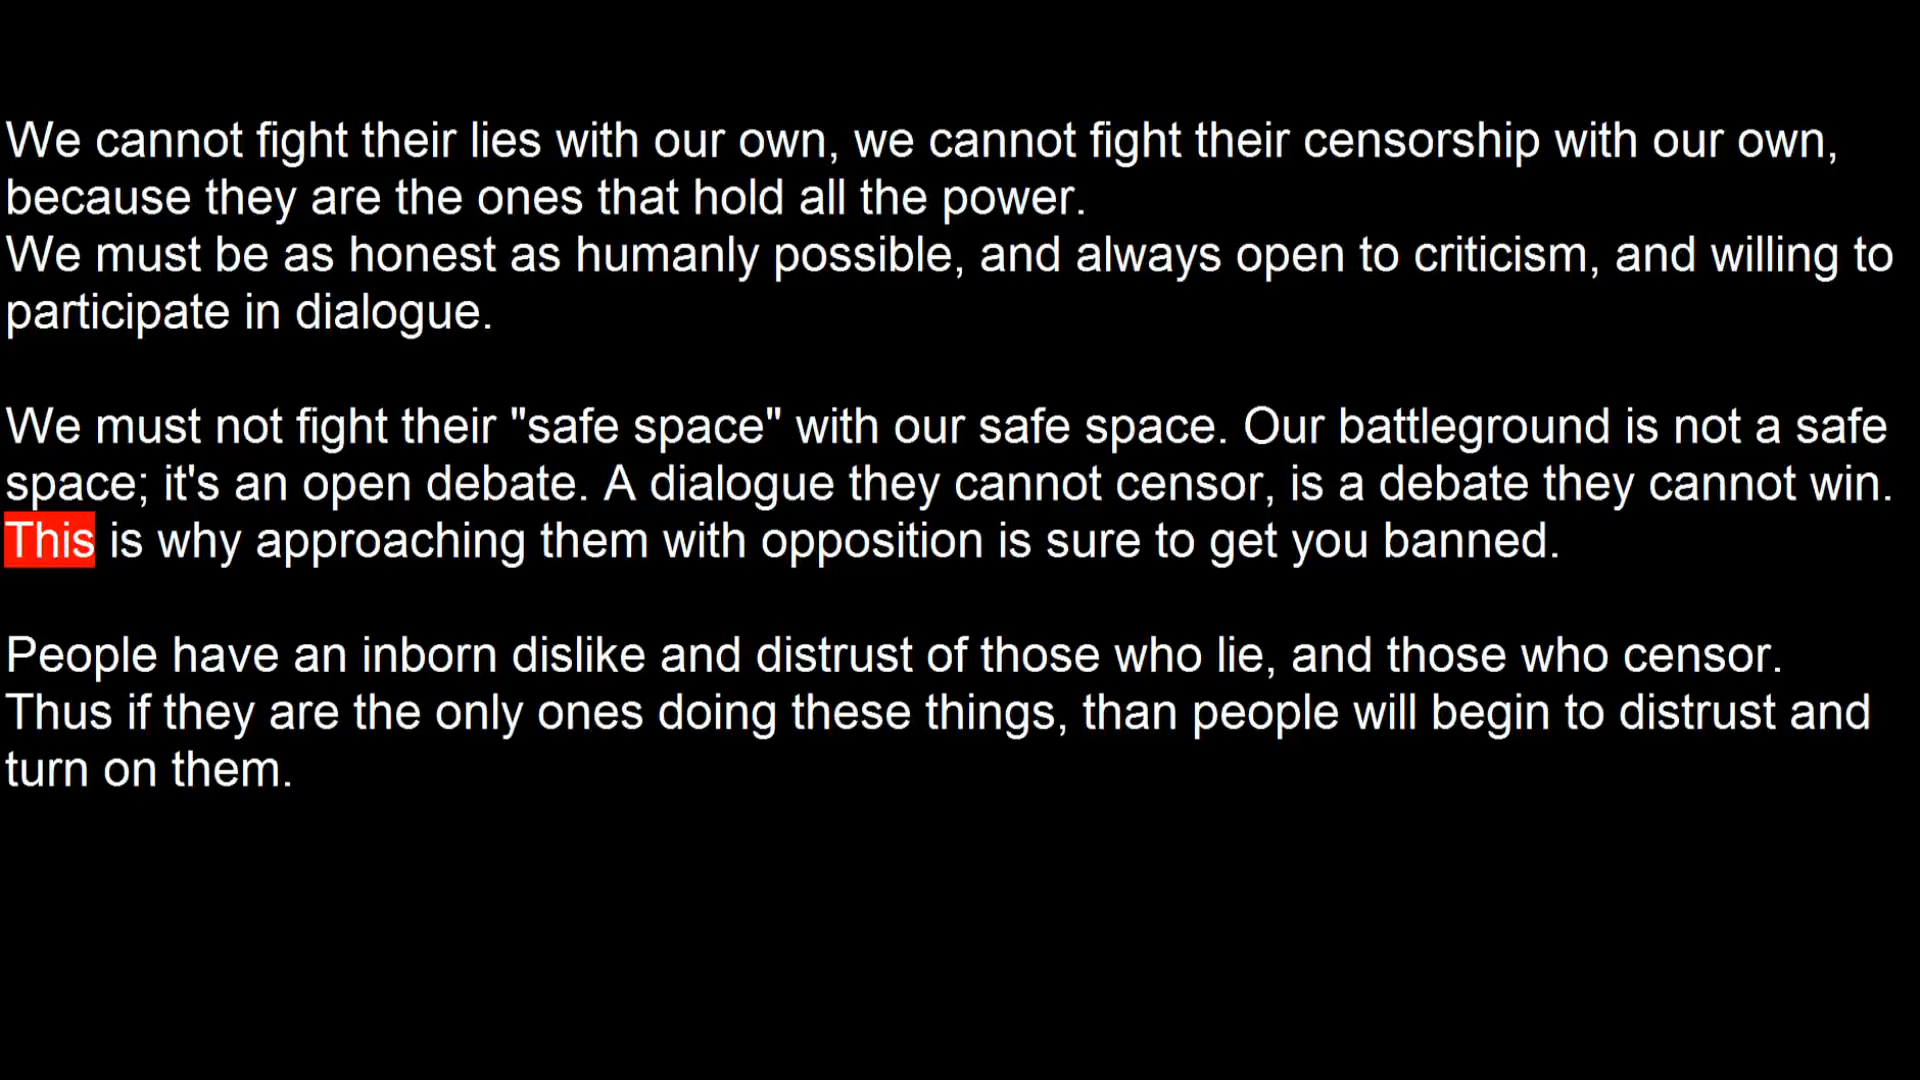 We cannot fight their lies with our own, we cannot fight their censorship with our own,
because they are the ones that hold all the power.
We must be as honest as humanly possible, and always open to criticism, and willing to
participate in dialogue.
We must not fight their "safe space" with our safe space. Our battleground is not a safe
space; it's an open debate. A dialogue they cannot censor, is a debate they cannot win.
This is why approaching them with opposition is sure to get you banned.
People have an inborn dislike and distrust of those who lie, and those who censor.
Thus if they are the only ones doing these things, than people will begin to distrust and
turn on them.